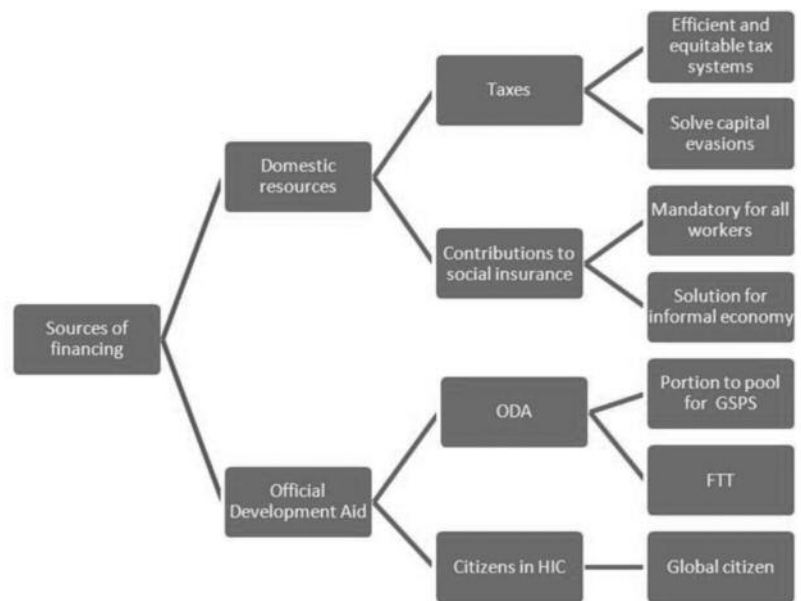 Sources of
financing
Domestic
resources
Taxes
Efficient and
equitable tax
systems
Solve capital
evasions
Contributions to
social insurance
Mandatory for all
workers
Solution for
informal economy
Official
Development Aid
ODA
Portion to pool
for GSPS
FTT
Citizens in HIC
Global citizen